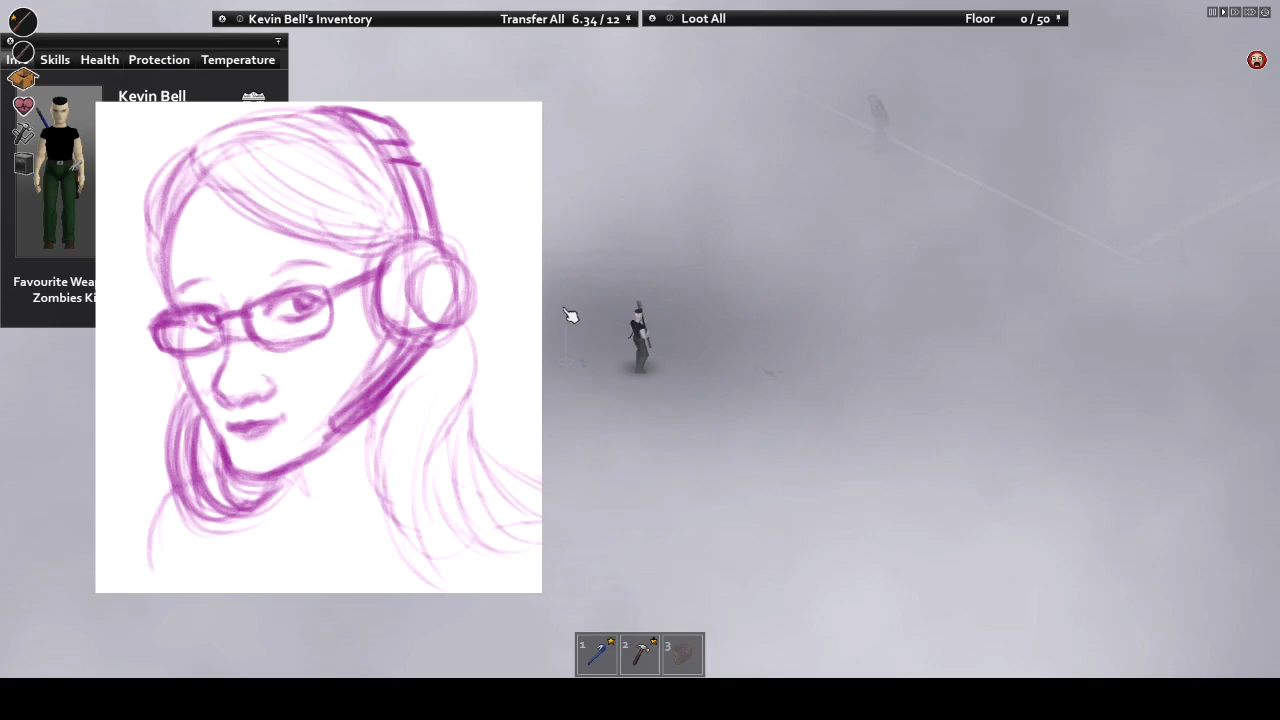 Kevin Bell's Inventory Transfer All 6.34 / 12 Loot All Floor 0 / 50
Skills Health Protection Temperature
Kevin Bell
Favourite Wea
Zombies Ki
1 2 3